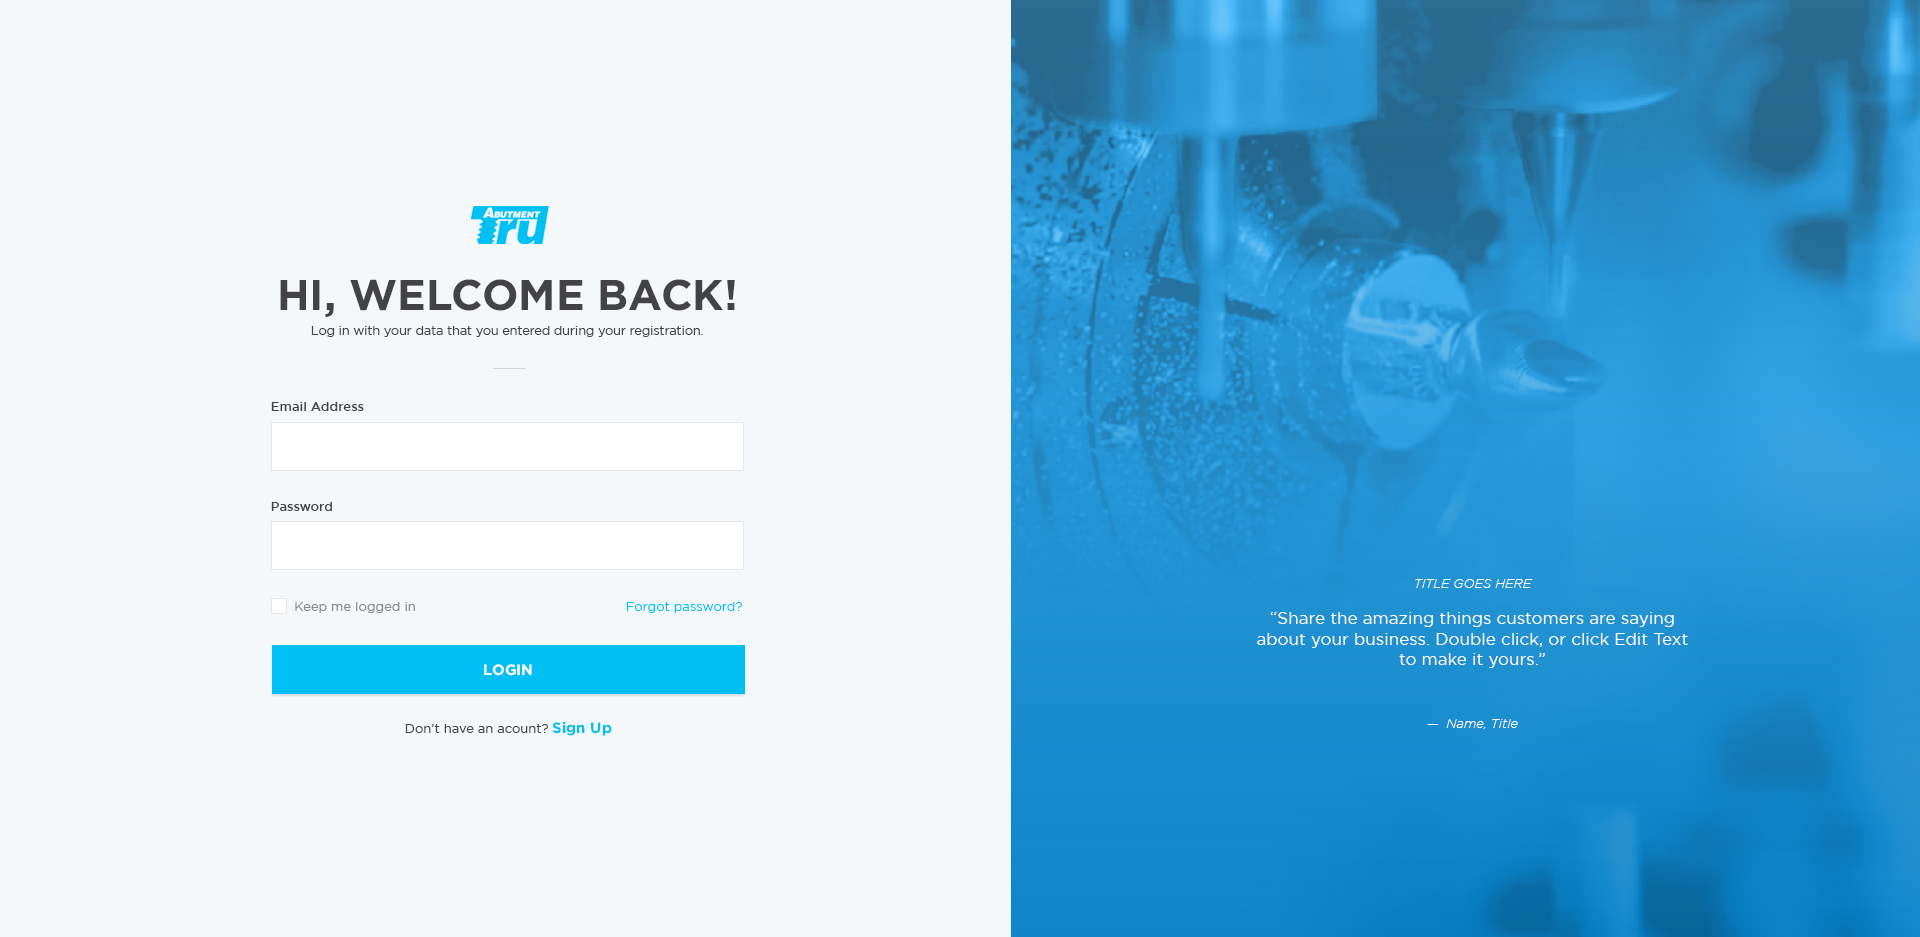 ABUTMENT
Tru
HI, WELCOME BACK!
Log in with your data that you entered during your registration.
Email Address
Password
Keep me logged in
Forgot password?
LOGIN
Don't have an acount? Sign Up
TITLE GOES HERE
“Share the amazing things customers are saying
about your business. Double click, or click Edit Text
to make it yours.”
— Name, Title